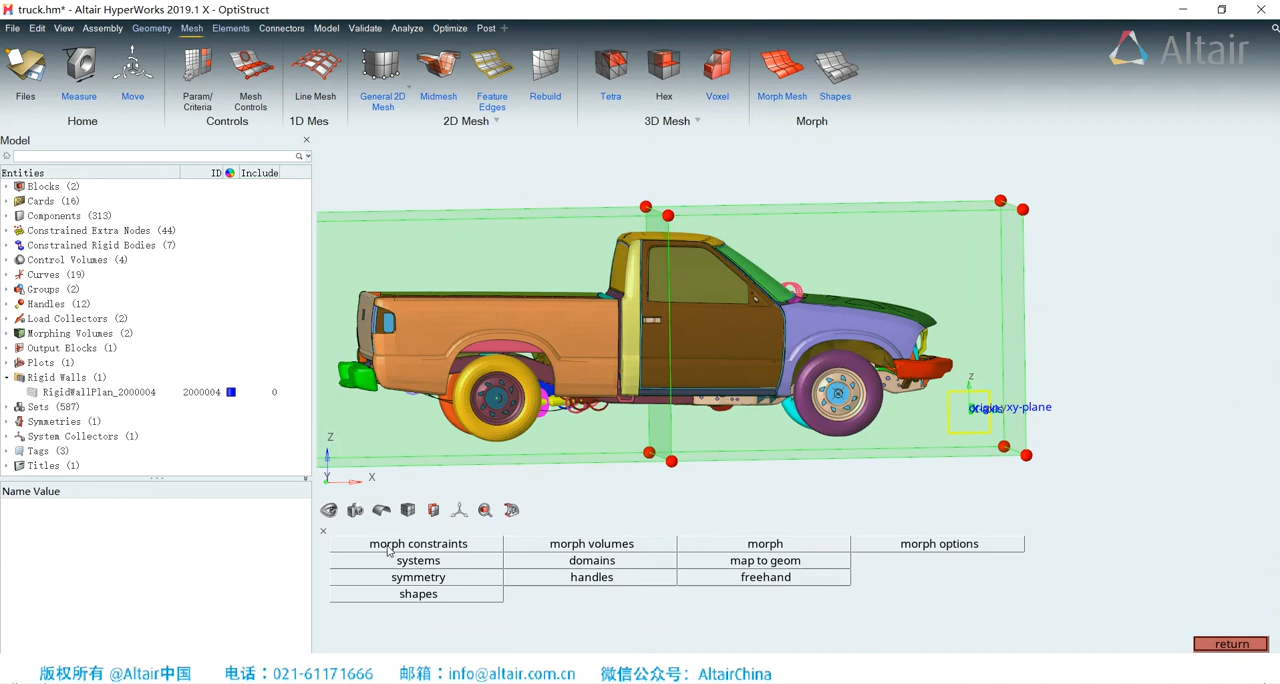 truck.hm* - Altair HyperWorks 2019.1 X - OptiStruct
File Edit View Assembly Geometry Mesh Elements Connectors Model Validate Analyze Optimize Post +
Files Measure Move Param/ Criteria Mesh Controls Line Mesh General 2D Mesh Midmesh Feature Edges Rebuild Tetra Hex Voxel Morph Mesh Shapes
Home Controls 1D Mes 2D Mesh 3D Mesh Morph
Altair
Model
Entities ID Include
Blocks (2)
Cards (16)
Components (313)
Constrained Extra Nodes (44)
Constrained Rigid Bodies (7)
Control Volumes (4)
Curves (19)
Groups (2)
Handles (12)
Load Collectors (2)
Morphing Volumes (2)
Output Blocks (1)
Plots (1)
Rigid Walls (1)
RigidWallPlan_2000004 2000004 0
Sets (587)
Symmetries (1)
System Collectors (1)
Tags (3)
Titles (1)
Name Value
Z
/xy-plane
Z
Y X
morph constraints morph volumes morph morph options
systems domains map to geom
symmetry handles freehand
shapes
return
版权所有 @Altair中国 电话：021-61171666 邮箱：info@altair.com.cn 微信公众号：AltairChina